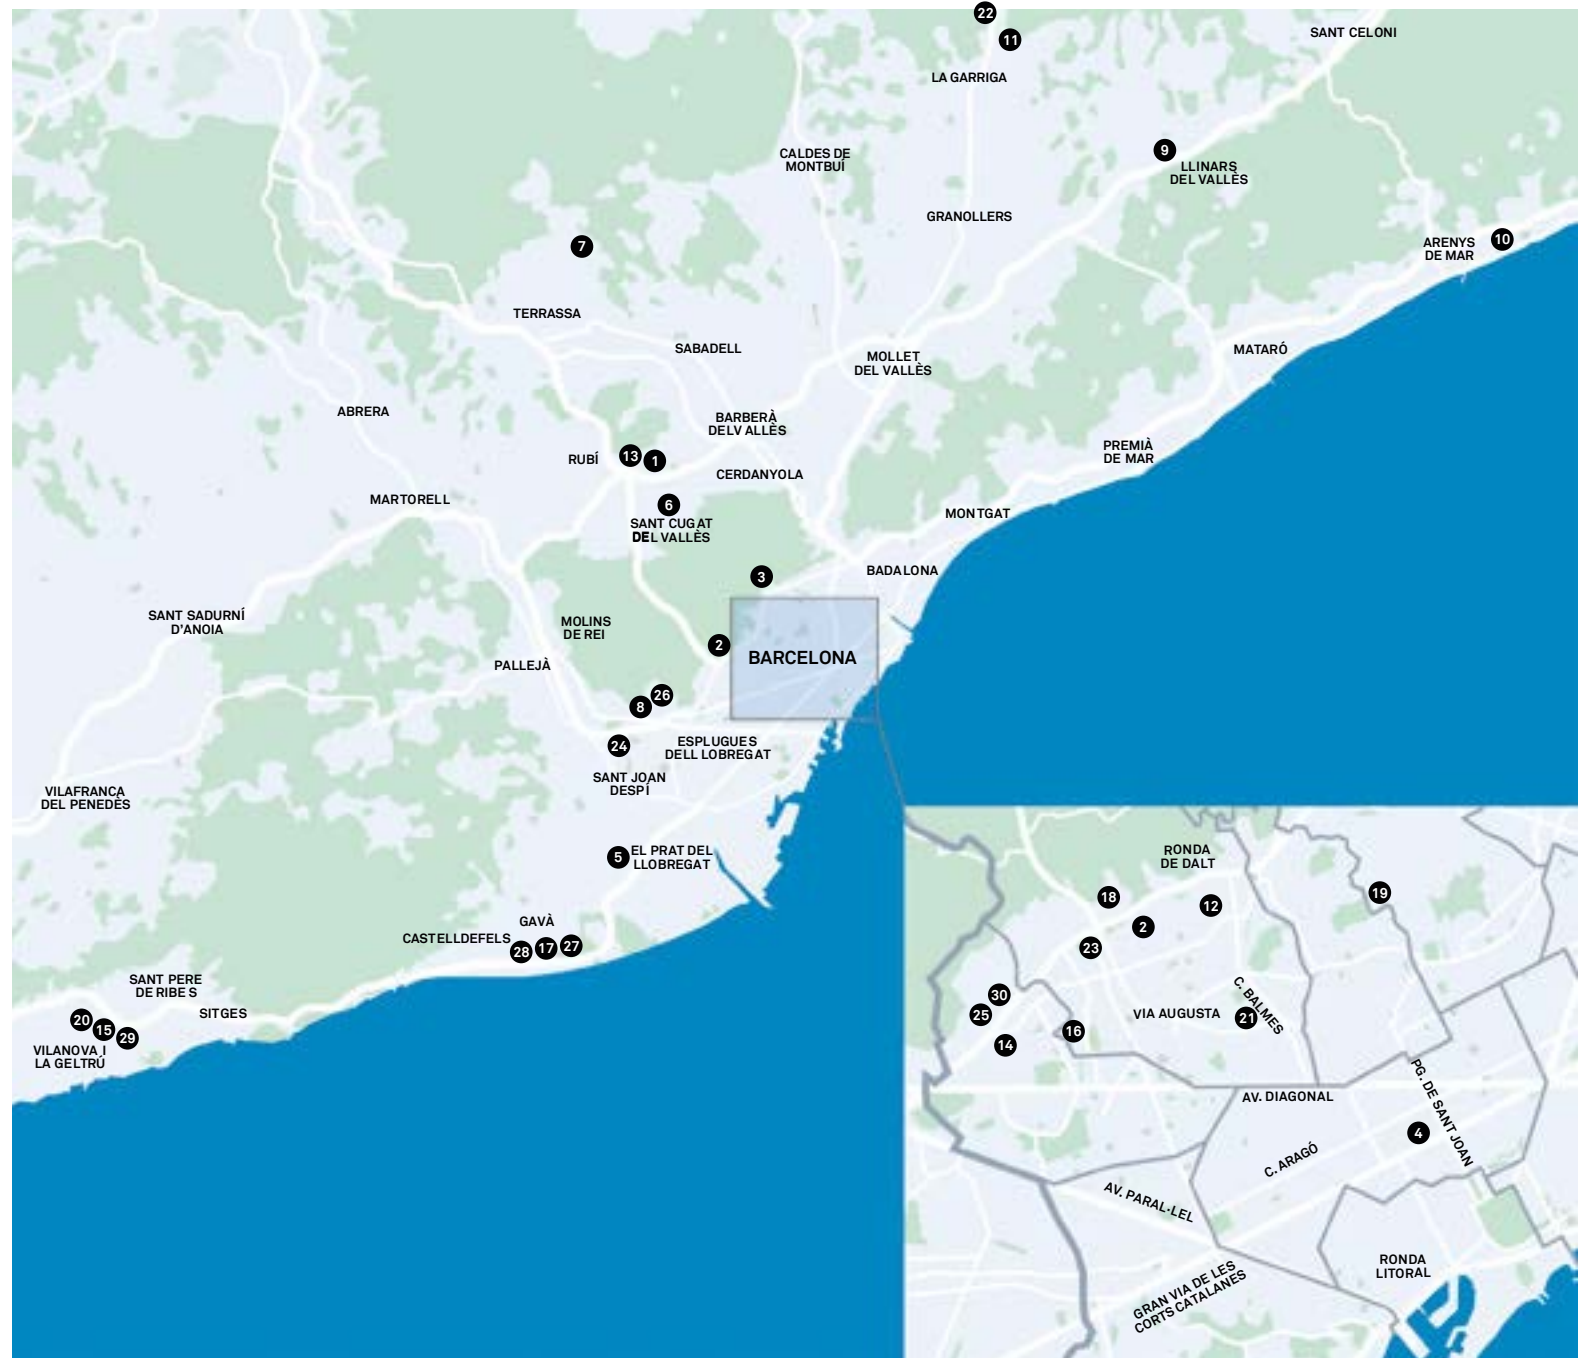 22
11
SANT CELONI
LA GARRIGA
CALDES DE
MONTBUÍ
9
LLINARS
DEL VALLÈS
GRANOLLERS
7
ARENYS
DE MAR
10
TERRASSA
SABADELL
MOLLET
DEL VALLÈS
MATARÓ
ABRERA
BARBERÀ
DELV ALLÈS
RUBÍ
13
1
CERDANYOLA
PREMIÀ
DE MAR
MARTORELL
6
SANT CUGAT
DEL VALLÈS
MONTGAT
3
BADALONA
SANT SADURNÍ
D'ANOIA
MOLINS
DE REI
2
BARCELONA
PALLEJÀ
26
8
24
ESPLUGUES
DELL LOBREGAT
SANT JOAN
DESPÍ
VILAFRANCA
DEL PENEDÈS
5
EL PRAT DEL
LLOBREGAT
GAVÀ
CASTELLDEFELS
28
17
27
SANT PERE
DE RIBES
SITGES
20
15
29
VILANOVA I
LA GELTRÚ
RONDA
DE DALT
18
12
19
2
23
30
25
14
16
VIA AUGUSTA
C. BALMES
21
AV. DIAGONAL
PG. DE SANT JOAN
4
C. ARAGÓ
AV. PARAL·LEL
GRAN VIA DE LES
CORTS CATALANES
RONDA
LITORAL